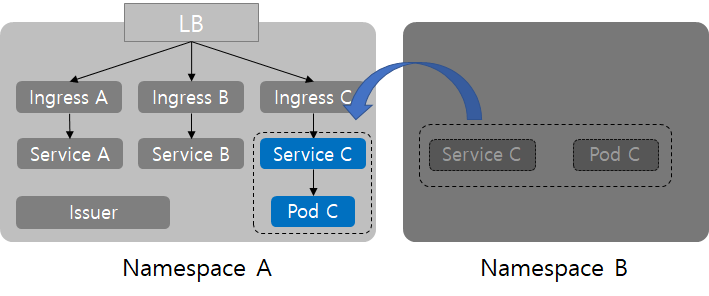 LB
Ingress A
Ingress B
Ingress C
Service A
Service B
Service C
Service C
Pod C
Issuer
Pod C
Namespace A
Namespace B